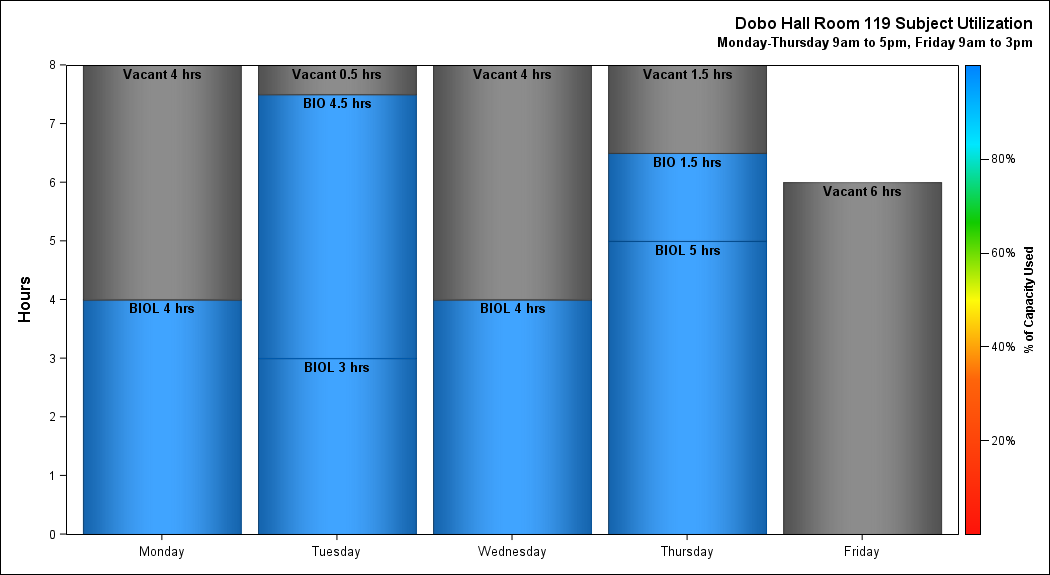 Dobo Hall Room 119 Subject Utilization
Monday-Thursday 9am to 5pm, Friday 9am to 3pm
Hours
8
7
6
5
4
3
2
1
0
Vacant 4 hrs
BIOL 4 hrs
Vacant 0.5 hrs
BIO 4.5 hrs
BIOL 3 hrs
Vacant 4 hrs
BIOL 4 hrs
Vacant 1.5 hrs
BIO 1.5 hrs
BIOL 5 hrs
Vacant 6 hrs
Monday
Tuesday
Wednesday
Thursday
Friday
80%
60%
40%
20%
% of Capacity Used